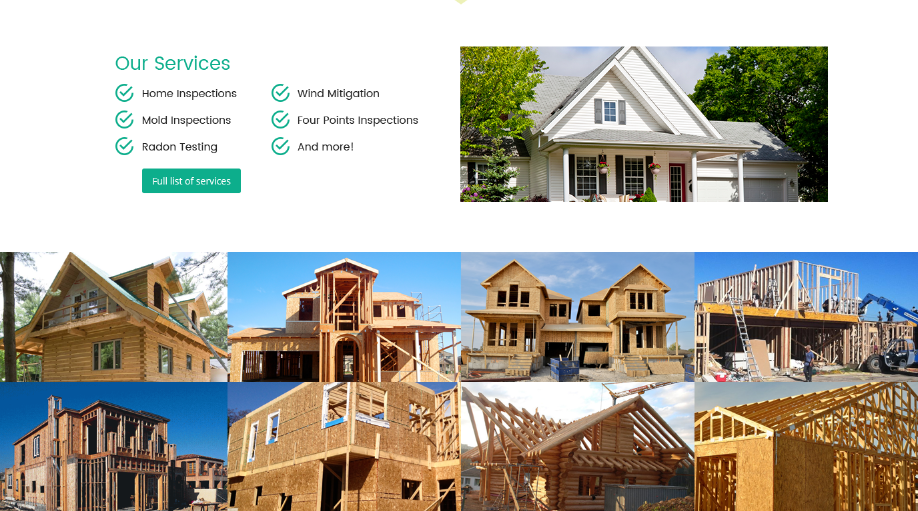 Our Services
Home Inspections
Wind Mitigation
Mold Inspections
Four Points Inspections
Radon Testing
And more!
Full list of services